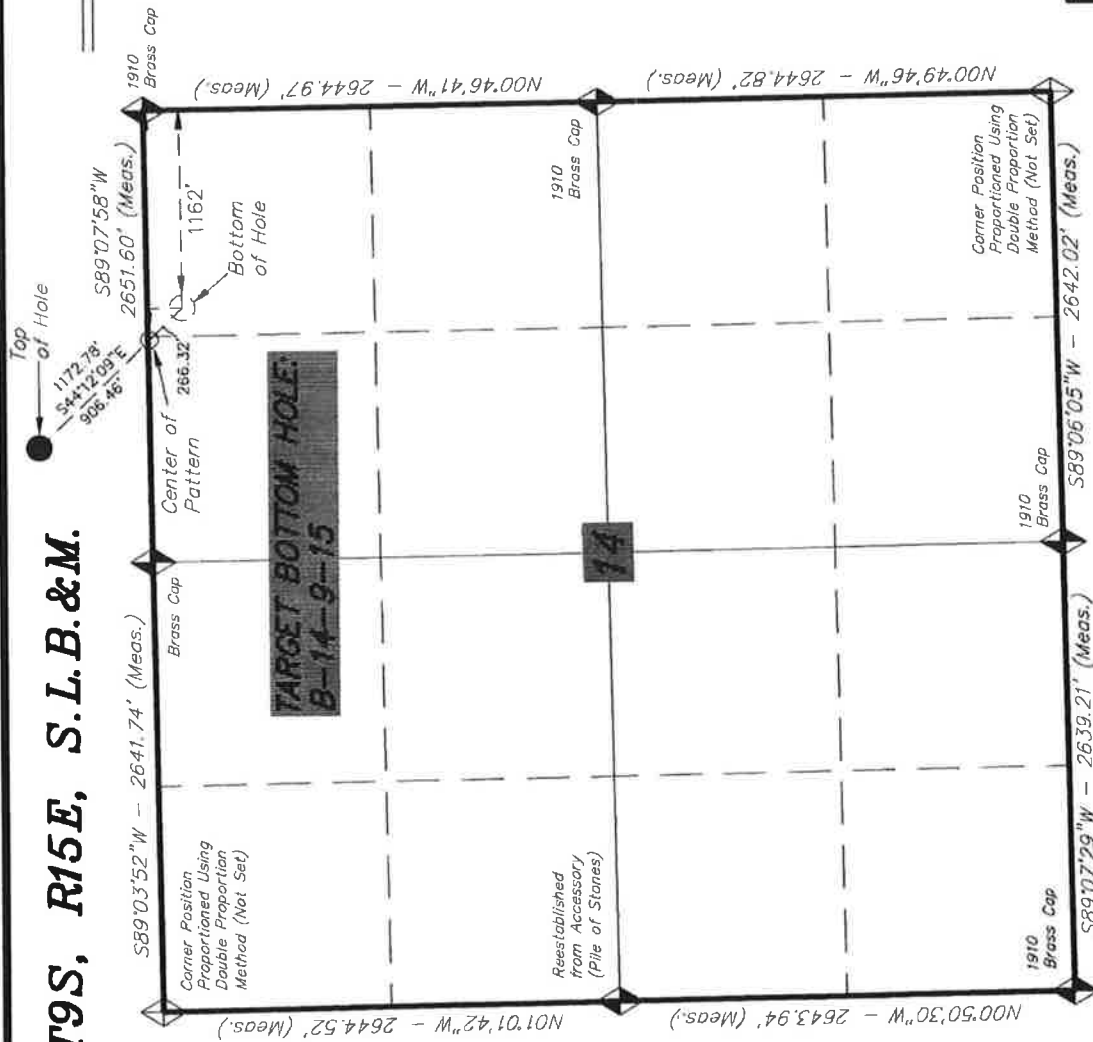 T9S, R15E, S.L.B.&M.
Top
of Hole
1172.78'
S44°12'09"E
906.46'
S89°03'52"W - 2641.74' (Meas.)
S89°07'58"W
2651.60' (Meas.)
1910
Brass Cap
Brass Cap
Center of
Pattern
266.32'
1162'
Bottom
of Hole
Corner Position
Proportioned Using
Double Proportion
Method (Not Set)
TARGET BOTTOM HOLE:
B-14-9-15
N01°01'42"W - 2644.52' (Meas.)
N00°46'41"W - 2644.97' (Meas.)
Reestablished
from Accessory
(Pile of Stones)
14
1910
Brass Cap
N00°50'30"W - 2643.94' (Meas.)
N00°49'46"W - 2644.82' (Meas.)
Corner Position
Proportioned Using
Double Proportion
Method (Not Set)
1910
Brass Cap
1910
Brass Cap
S89°07'29"W - 2639.21' (Meas.)
S89°06'05"W - 2642.02' (Meas.)